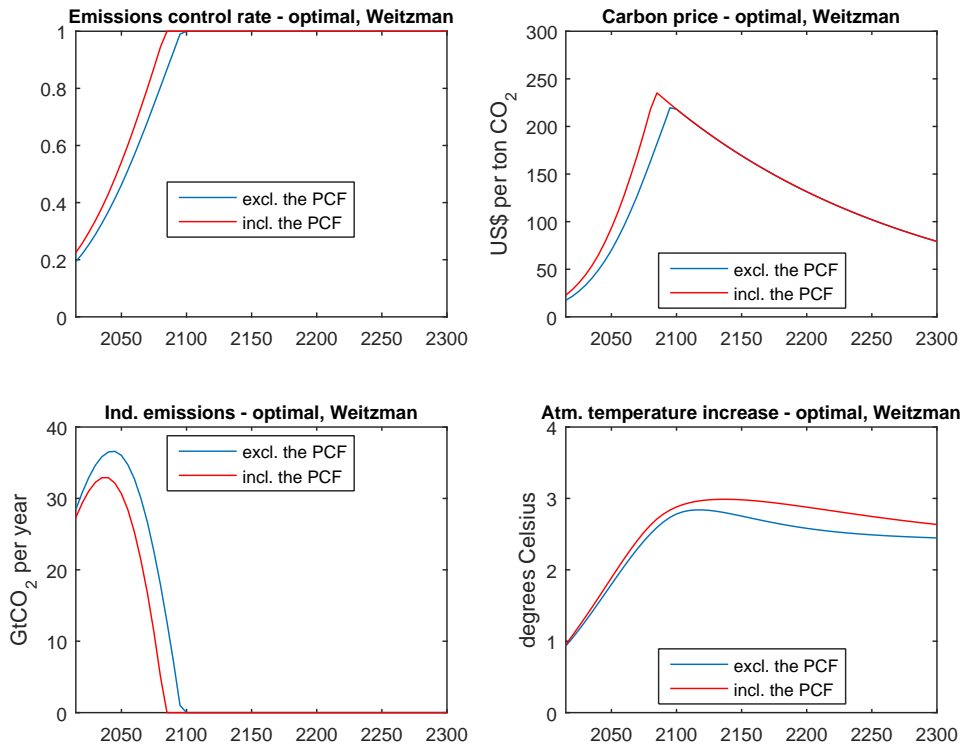 Emissions control rate - optimal, Weitzman
1
0.8
0.6
0.4
0.2
0
excl. the PCF
incl. the PCF
2050 2100 2150 2200 2250 2300
Carbon price - optimal, Weitzman
US$ per ton CO2
300
250
200
150
100
50
0
excl. the PCF
incl. the PCF
2050 2100 2150 2200 2250 2300
Ind. emissions - optimal, Weitzman
GtCO2 per year
40
30
20
10
0
excl. the PCF
incl. the PCF
2050 2100 2150 2200 2250 2300
Atm. temperature increase - optimal, Weitzman
degrees Celsius
4
3
2
1
0
excl. the PCF
incl. the PCF
2050 2100 2150 2200 2250 2300